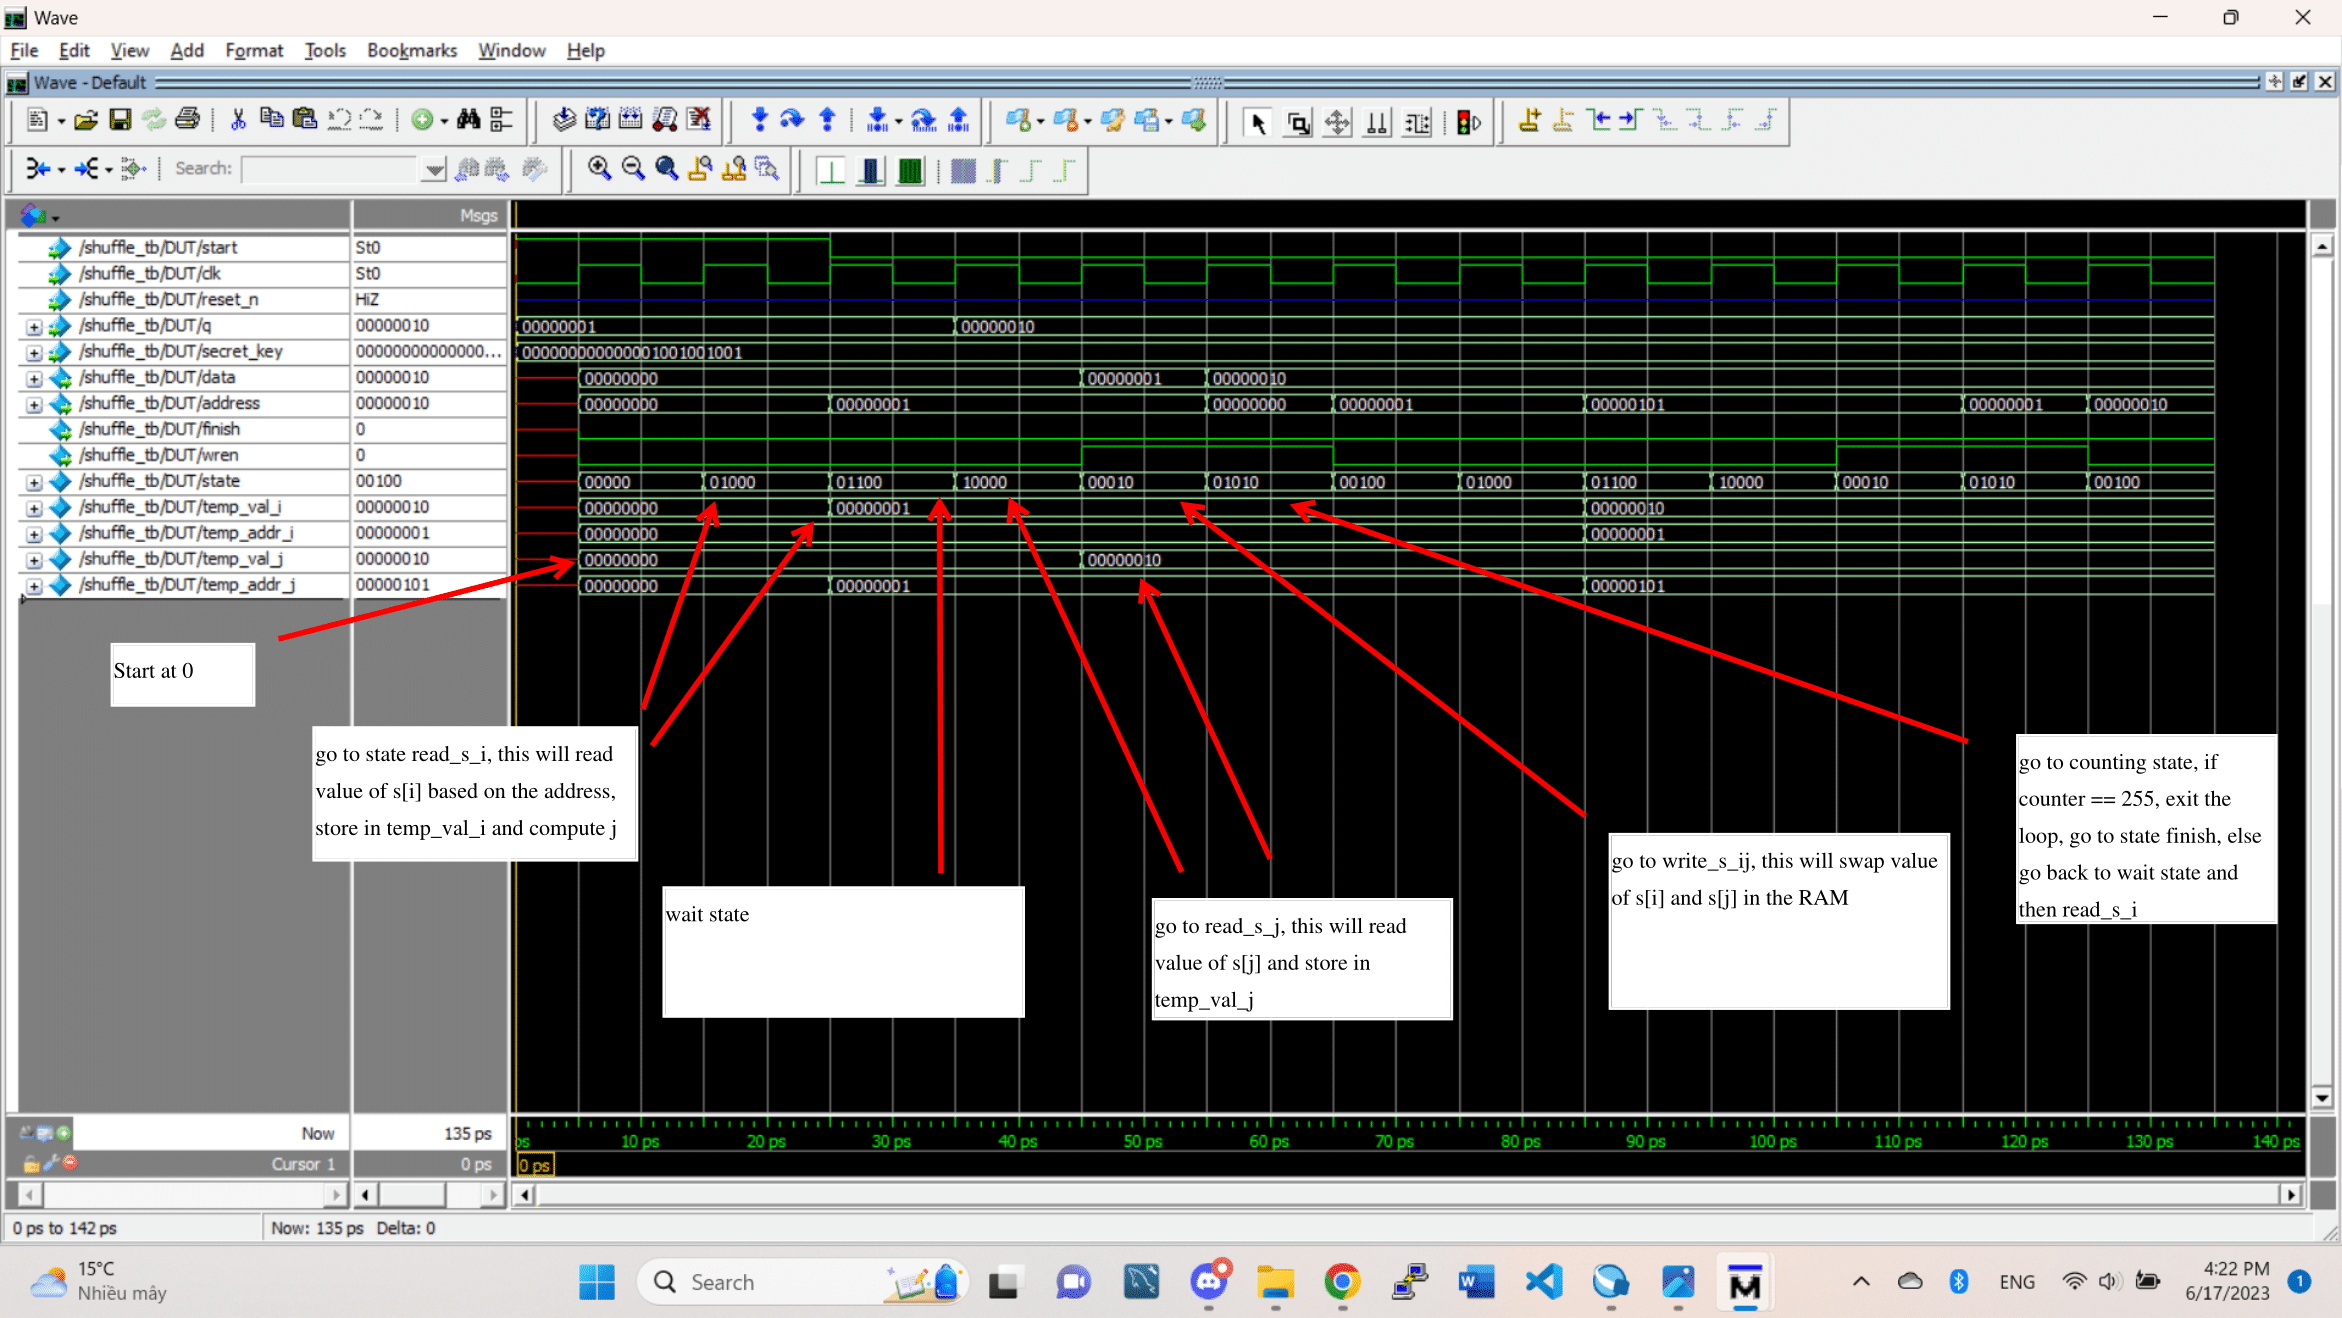 Wave
File Edit View Add Format Tools Bookmarks Window Help
Wave - Default
Search:
Msgs
/shuffle_tb/DUT/start St0
/shuffle_tb/DUT/clk St0
/shuffle_tb/DUT/reset_n HiZ
/shuffle_tb/DUT/q 00000010 00000001 00000010
/shuffle_tb/DUT/secret_key 00000000000000... 000000000000001001001001
/shuffle_tb/DUT/data 00000010 00000000 00000001 00000010
/shuffle_tb/DUT/address 00000010 00000000 00000001 00000000 00000001 00000101 00000001 00000010
/shuffle_tb/DUT/finish 0
/shuffle_tb/DUT/wren 0
/shuffle_tb/DUT/state 00100 00000 01000 01100 10000 00010 01010 00100 01000 01100 10000 00010 01010 00100
/shuffle_tb/DUT/temp_val_i 00000010 00000000 00000001 00000010
/shuffle_tb/DUT/temp_addr_i 00000001 00000000 00000001
/shuffle_tb/DUT/temp_val_j 00000010 00000000 00000010
/shuffle_tb/DUT/temp_addr_j 00000101 00000000 00000001 00000101
Start at 0
go to state read_s_i, this will read
value of s[i] based on the address,
store in temp_val_i and compute j
wait state
go to read_s_j, this will read
value of s[j] and store in
temp_val_j
go to write_s_ij, this will swap value
of s[i] and s[j] in the RAM
go to counting state, if
counter == 255, exit the
loop, go to state finish, else
go back to wait state and
then read_s_i
Now 135 ps
ps 10 ps 20 ps 30 ps 40 ps 50 ps 60 ps 70 ps 80 ps 90 ps 100 ps 110 ps 120 ps 130 ps 140 ps
Cursor 1 0 ps 0 ps
0 ps to 142 ps Now: 135 ps Delta: 0
15°C
Nhiều mây
Search
ENG
4:22 PM
6/17/2023
1